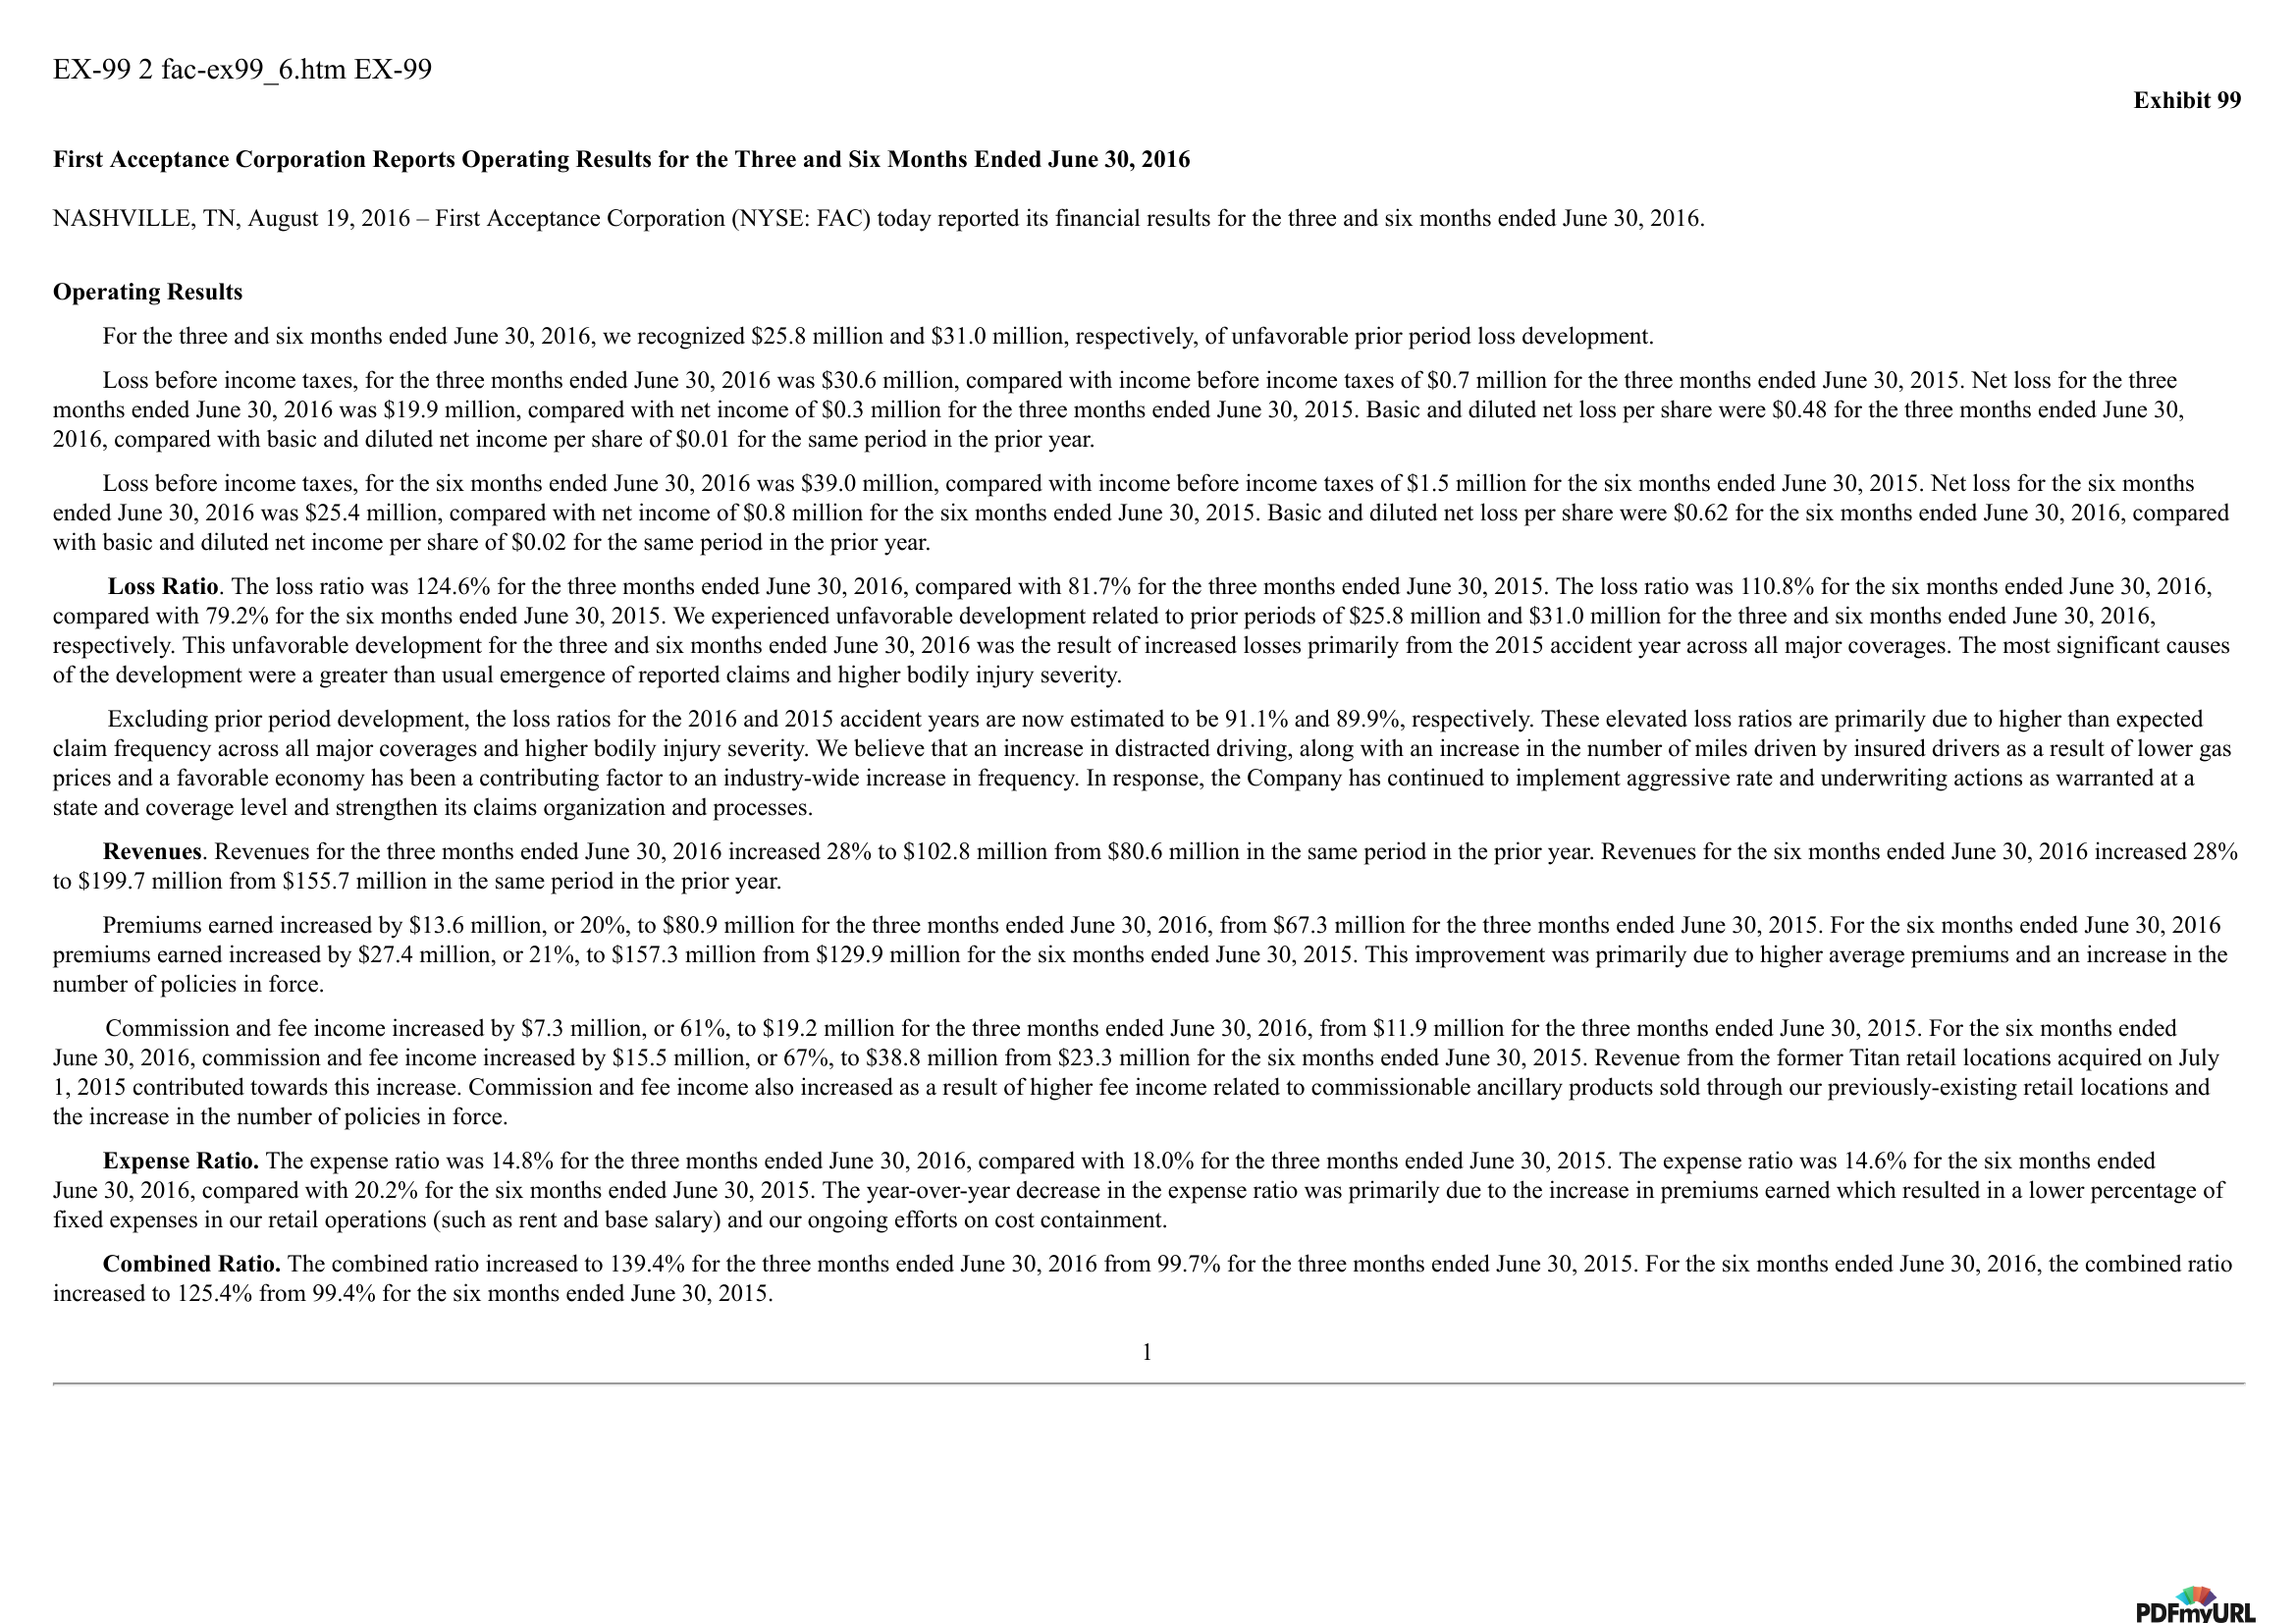 EX-99 2 fac-ex99_6.htm EX-99
Exhibit 99
First Acceptance Corporation Reports Operating Results for the Three and Six Months Ended June 30, 2016
NASHVILLE, TN, August 19, 2016 – First Acceptance Corporation (NYSE: FAC) today reported its financial results for the three and six months ended June 30, 2016.
Operating Results
For the three and six months ended June 30, 2016, we recognized $25.8 million and $31.0 million, respectively, of unfavorable prior period loss development.
Loss before income taxes, for the three months ended June 30, 2016 was $30.6 million, compared with income before income taxes of $0.7 million for the three months ended June 30, 2015. Net loss for the three
months ended June 30, 2016 was $19.9 million, compared with net income of $0.3 million for the three months ended June 30, 2015. Basic and diluted net loss per share were $0.48 for the three months ended June 30,
2016, compared with basic and diluted net income per share of $0.01 for the same period in the prior year.
Loss before income taxes, for the six months ended June 30, 2016 was $39.0 million, compared with income before income taxes of $1.5 million for the six months ended June 30, 2015. Net loss for the six months
ended June 30, 2016 was $25.4 million, compared with net income of $0.8 million for the six months ended June 30, 2015. Basic and diluted net loss per share were $0.62 for the six months ended June 30, 2016, compared
with basic and diluted net income per share of $0.02 for the same period in the prior year.
Loss Ratio. The loss ratio was 124.6% for the three months ended June 30, 2016, compared with 81.7% for the three months ended June 30, 2015. The loss ratio was 110.8% for the six months ended June 30, 2016,
compared with 79.2% for the six months ended June 30, 2015. We experienced unfavorable development related to prior periods of $25.8 million and $31.0 million for the three and six months ended June 30, 2016,
respectively. This unfavorable development for the three and six months ended June 30, 2016 was the result of increased losses primarily from the 2015 accident year across all major coverages. The most significant causes
of the development were a greater than usual emergence of reported claims and higher bodily injury severity.
Excluding prior period development, the loss ratios for the 2016 and 2015 accident years are now estimated to be 91.1% and 89.9%, respectively. These elevated loss ratios are primarily due to higher than expected
claim frequency across all major coverages and higher bodily injury severity. We believe that an increase in distracted driving, along with an increase in the number of miles driven by insured drivers as a result of lower gas
prices and a favorable economy has been a contributing factor to an industry-wide increase in frequency. In response, the Company has continued to implement aggressive rate and underwriting actions as warranted at a
state and coverage level and strengthen its claims organization and processes.
Revenues. Revenues for the three months ended June 30, 2016 increased 28% to $102.8 million from $80.6 million in the same period in the prior year. Revenues for the six months ended June 30, 2016 increased 28%
to $199.7 million from $155.7 million in the same period in the prior year.
Premiums earned increased by $13.6 million, or 20%, to $80.9 million for the three months ended June 30, 2016, from $67.3 million for the three months ended June 30, 2015. For the six months ended June 30, 2016
premiums earned increased by $27.4 million, or 21%, to $157.3 million from $129.9 million for the six months ended June 30, 2015. This improvement was primarily due to higher average premiums and an increase in the
number of policies in force.
Commission and fee income increased by $7.3 million, or 61%, to $19.2 million for the three months ended June 30, 2016, from $11.9 million for the three months ended June 30, 2015. For the six months ended
June 30, 2016, commission and fee income increased by $15.5 million, or 67%, to $38.8 million from $23.3 million for the six months ended June 30, 2015. Revenue from the former Titan retail locations acquired on July
1, 2015 contributed towards this increase. Commission and fee income also increased as a result of higher fee income related to commissionable ancillary products sold through our previously-existing retail locations and
the increase in the number of policies in force.
Expense Ratio. The expense ratio was 14.8% for the three months ended June 30, 2016, compared with 18.0% for the three months ended June 30, 2015. The expense ratio was 14.6% for the six months ended
June 30, 2016, compared with 20.2% for the six months ended June 30, 2015. The year-over-year decrease in the expense ratio was primarily due to the increase in premiums earned which resulted in a lower percentage of
fixed expenses in our retail operations (such as rent and base salary) and our ongoing efforts on cost containment.
Combined Ratio. The combined ratio increased to 139.4% for the three months ended June 30, 2016 from 99.7% for the three months ended June 30, 2015. For the six months ended June 30, 2016, the combined ratio
increased to 125.4% from 99.4% for the six months ended June 30, 2015.
1
PDFmyURL